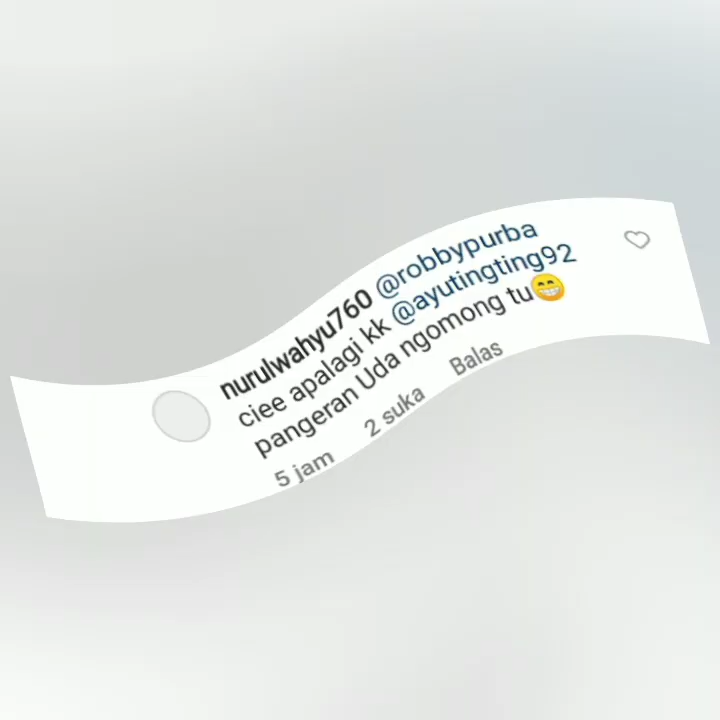 nurulwahyu760 @robbypurba
ciee apalagi kk @ayutingting92
pangeran Uda ngomong tu😁
5 jam 2 suka Balas